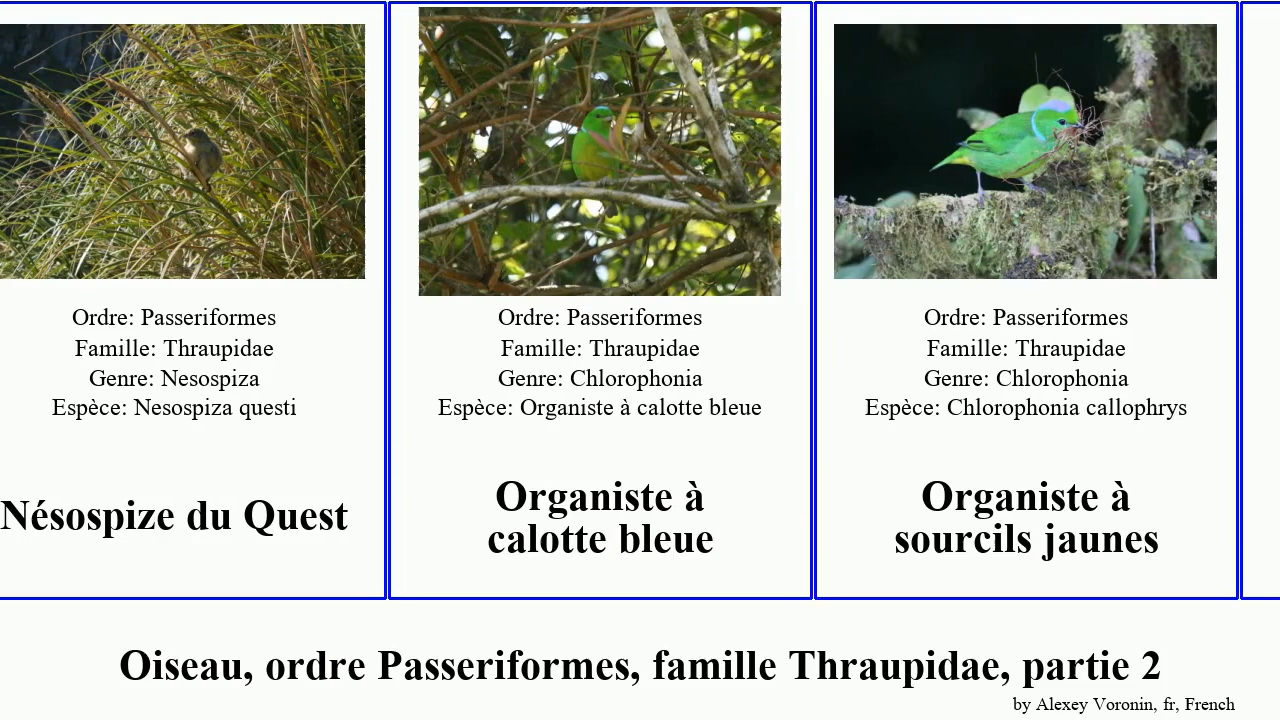 Ordre: Passeriformes
Famille: Thraupidae
Genre: Nesospiza
Espèce: Nesospiza questi
Nésospize du Quest
Ordre: Passeriformes
Famille: Thraupidae
Genre: Chlorophonia
Espèce: Organiste à calotte bleue
Organiste à
calotte bleue
Ordre: Passeriformes
Famille: Thraupidae
Genre: Chlorophonia
Espèce: Chlorophonia callophrys
Organiste à
sourcils jaunes
Oiseau, ordre Passeriformes, famille Thraupidae, partie 2
by Alexey Voronin, fr, French